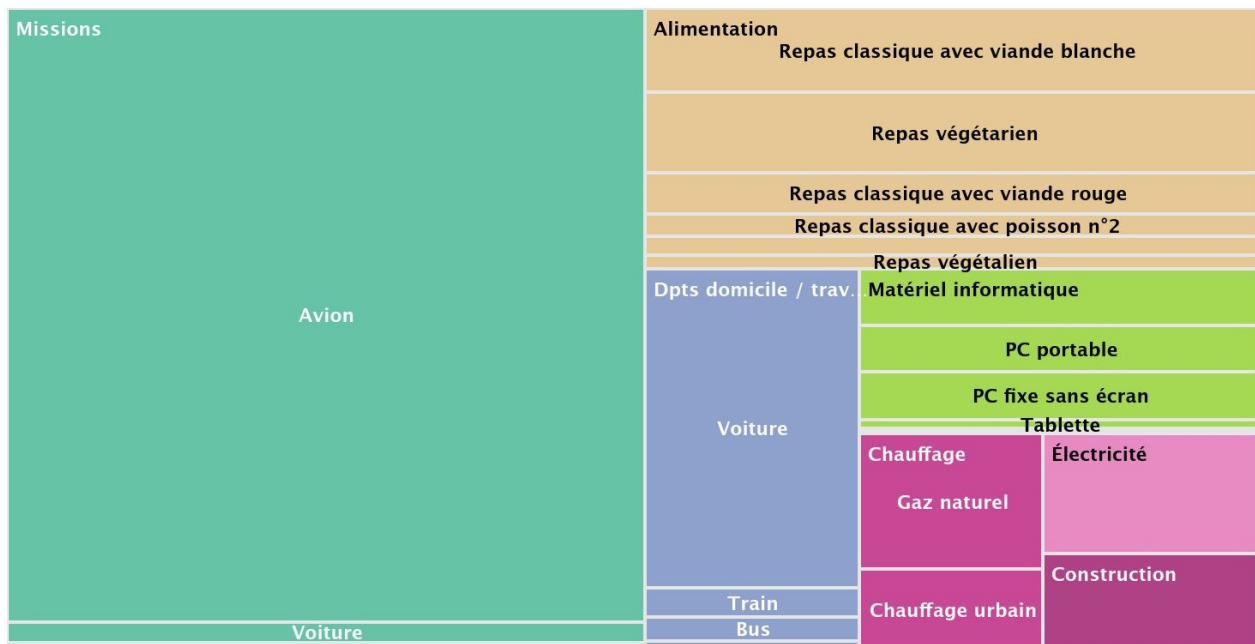 Missions
Avion
Voiture
Alimentation
Repas classique avec viande blanche
Repas végétarien
Repas classique avec viande rouge
Repas classique avec poisson n°2
Repas végétalien
Dpts domicile / trav...
Voiture
Train
Bus
Matériel informatique
PC portable
PC fixe sans écran
Tablette
Chauffage
Gaz naturel
Chauffage urbain
Électricité
Construction